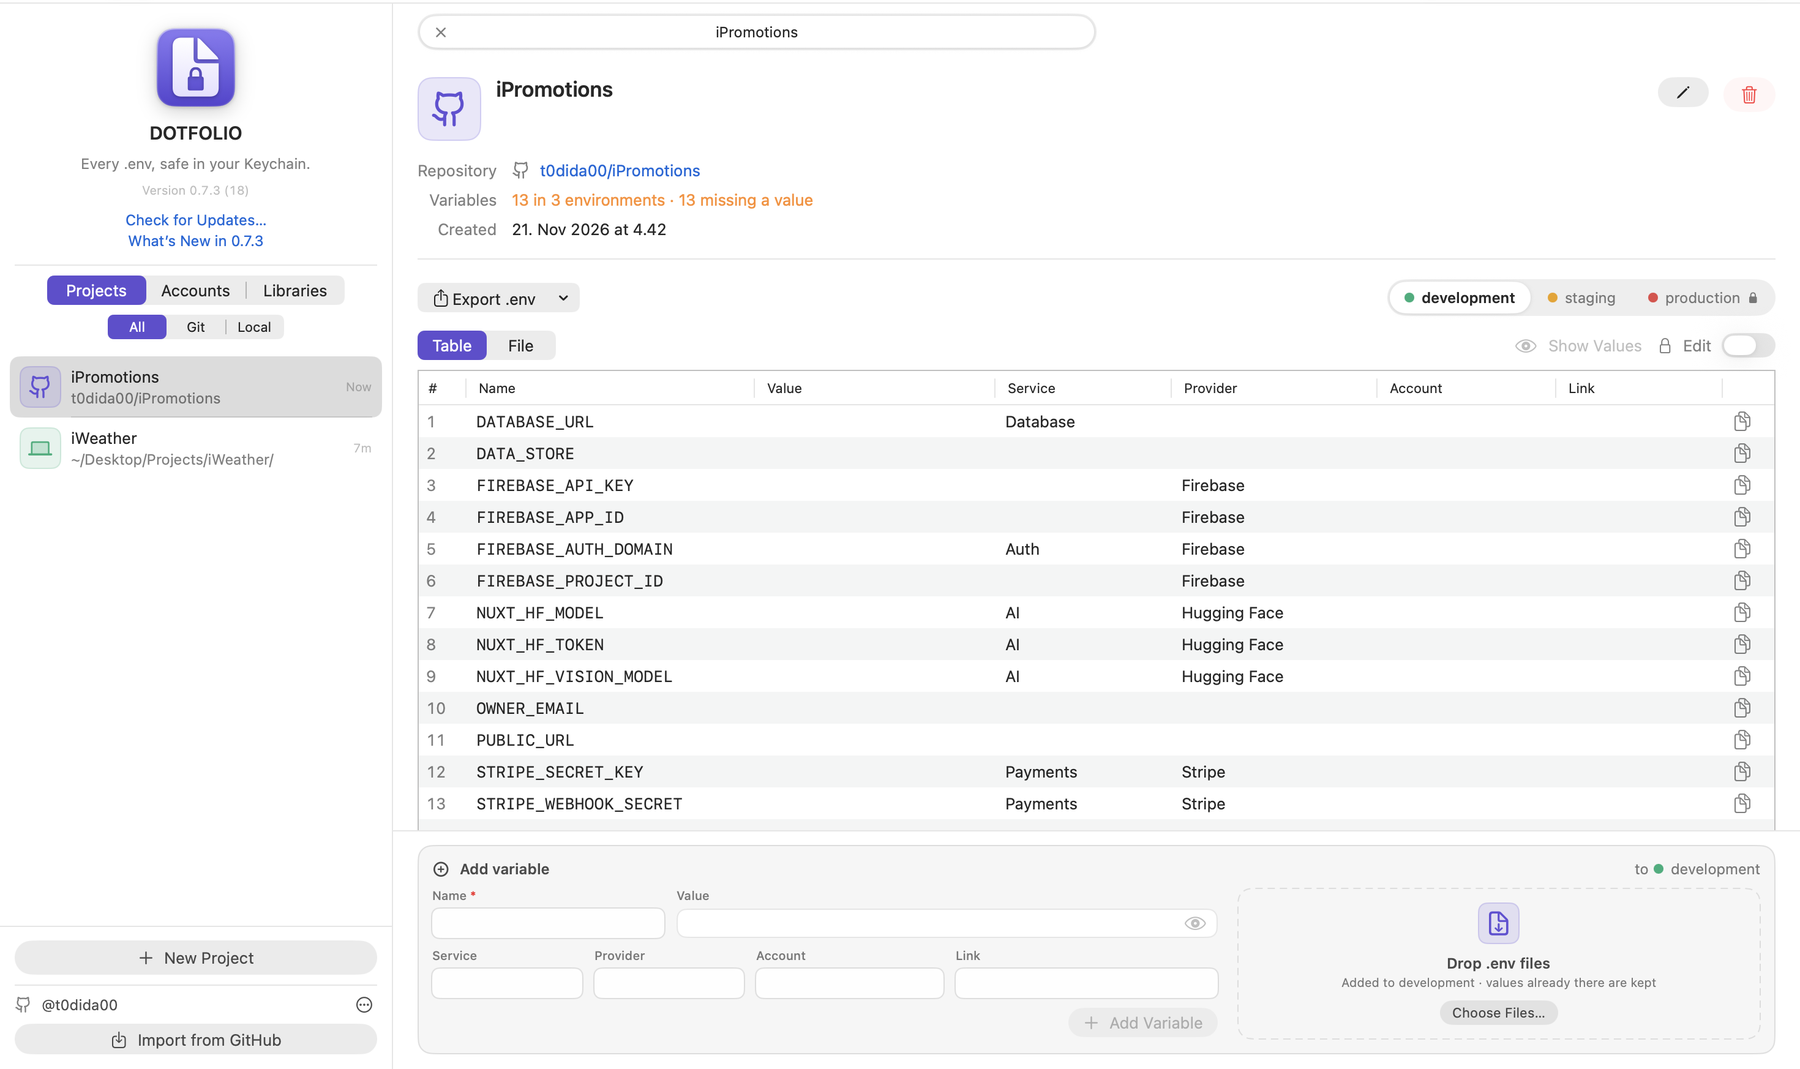 DOTFOLIO
Every .env, safe in your Keychain.
Version 0.7.3 (18)
Check for Updates...
What's New in 0.7.3
Projects Accounts Libraries
All Git Local
iPromotions
t0dida00/iPromotions
Now
iWeather
~/Desktop/Projects/iWeather/
7m
New Project
@t0dida00
Import from GitHub
iPromotions
iPromotions
Repository t0dida00/iPromotions
Variables 13 in 3 environments · 13 missing a value
Created 21. Nov 2026 at 4.42
Export .env
development staging production
Table File
Show Values Edit
# Name Value Service Provider Account Link
1 DATABASE_URL Database
2 DATA_STORE
3 FIREBASE_API_KEY Firebase
4 FIREBASE_APP_ID Firebase
5 FIREBASE_AUTH_DOMAIN Auth Firebase
6 FIREBASE_PROJECT_ID Firebase
7 NUXT_HF_MODEL AI Hugging Face
8 NUXT_HF_TOKEN AI Hugging Face
9 NUXT_HF_VISION_MODEL AI Hugging Face
10 OWNER_EMAIL
11 PUBLIC_URL
12 STRIPE_SECRET_KEY Payments Stripe
13 STRIPE_WEBHOOK_SECRET Payments Stripe
Add variable
to development
Name * Value
Service Provider Account Link
Add Variable
Drop .env files
Added to development · values already there are kept
Choose Files...